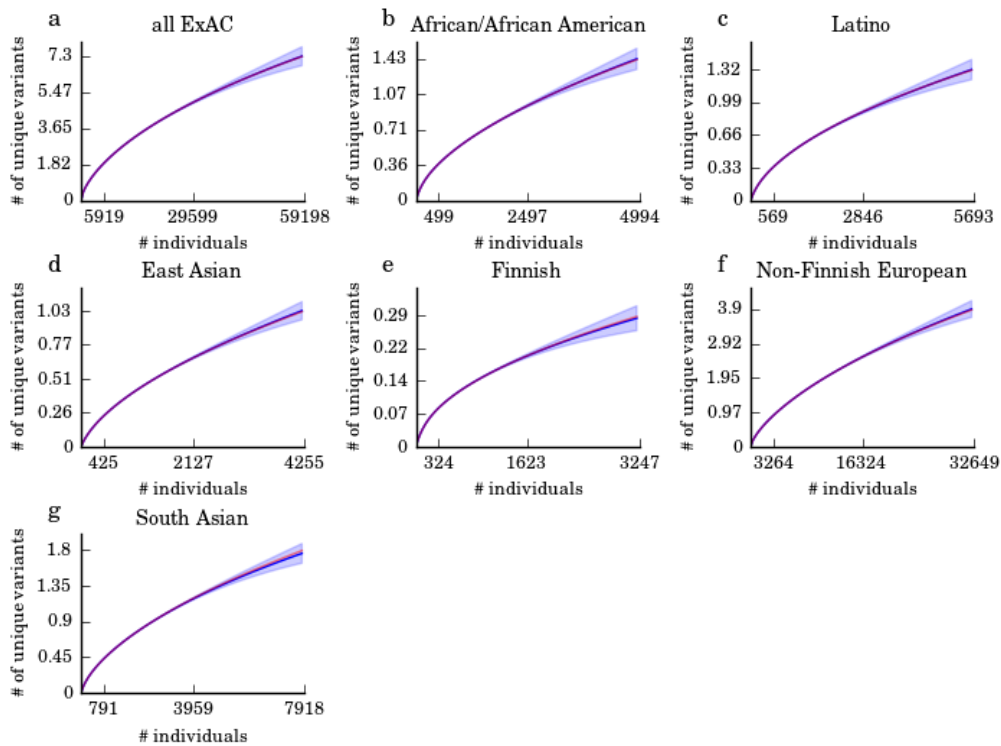 a
all ExAC
# of unique variants
7.3
5.47
3.65
1.82
0
5919 29599 59198
# individuals
b
African/African American
# of unique variants
1.43
1.07
0.71
0.36
0
499 2497 4994
# individuals
c
Latino
# of unique variants
1.32
0.99
0.66
0.33
0
569 2846 5693
# individuals
d
East Asian
# of unique variants
1.03
0.77
0.51
0.26
0
425 2127 4255
# individuals
e
Finnish
# of unique variants
0.29
0.22
0.14
0.07
0
324 1623 3247
# individuals
f
Non-Finnish European
# of unique variants
3.9
2.92
1.95
0.97
0
3264 16324 32649
# individuals
g
South Asian
# of unique variants
1.8
1.35
0.9
0.45
0
791 3959 7918
# individuals